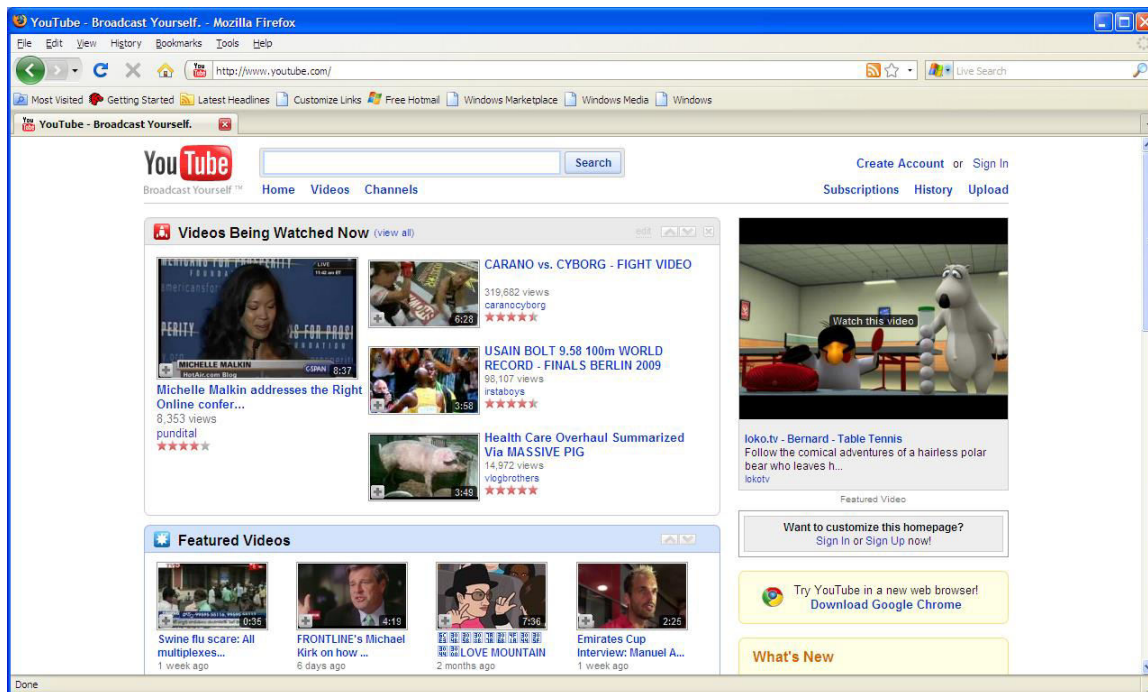 YouTube - Broadcast Yourself. - Mozilla Firefox
File Edit View History Bookmarks Tools Help
http://www.youtube.com/
Live Search
Most Visited Getting Started Latest Headlines Customize Links Free Hotmail Windows Marketplace Windows Media Windows
YouTube - Broadcast Yourself.
You Tube
Broadcast Yourself ™
Search
Create Account or Sign In
Home Videos Channels
Subscriptions History Upload
Videos Being Watched Now (view all)
edit
LIVE
PERITY
FOR
MICHELLE MALKIN
HotAir.com Blog
C-SPAN 8:37
Michelle Malkin addresses the Right
Online confer...
8,353 views
pundital
6:28
CARANO vs. CYBORG - FIGHT VIDEO
319,682 views
caranocyborg
3:58
USAIN BOLT 9.58 100m WORLD
RECORD - FINALS BERLIN 2009
98,107 views
irstaboys
3:49
Health Care Overhaul Summarized
Via MASSIVE PIG
14,972 views
vlogbrothers
Watch this video
loko.tv - Bernard - Table Tennis
Follow the comical adventures of a hairless polar
bear who leaves h...
lokotv
Featured Video
Want to customize this homepage?
Sign In or Sign Up now!
Try YouTube in a new web browser!
Download Google Chrome
What's New
Featured Videos
0:35
Swine flu scare: All
multiplexes...
1 week ago
4:19
FRONTLINE's Michael
Kirk on how ...
6 days ago
7:36
LOVE MOUNTAIN
2 months ago
2:25
Emirates Cup
Interview: Manuel A...
1 week ago
Done